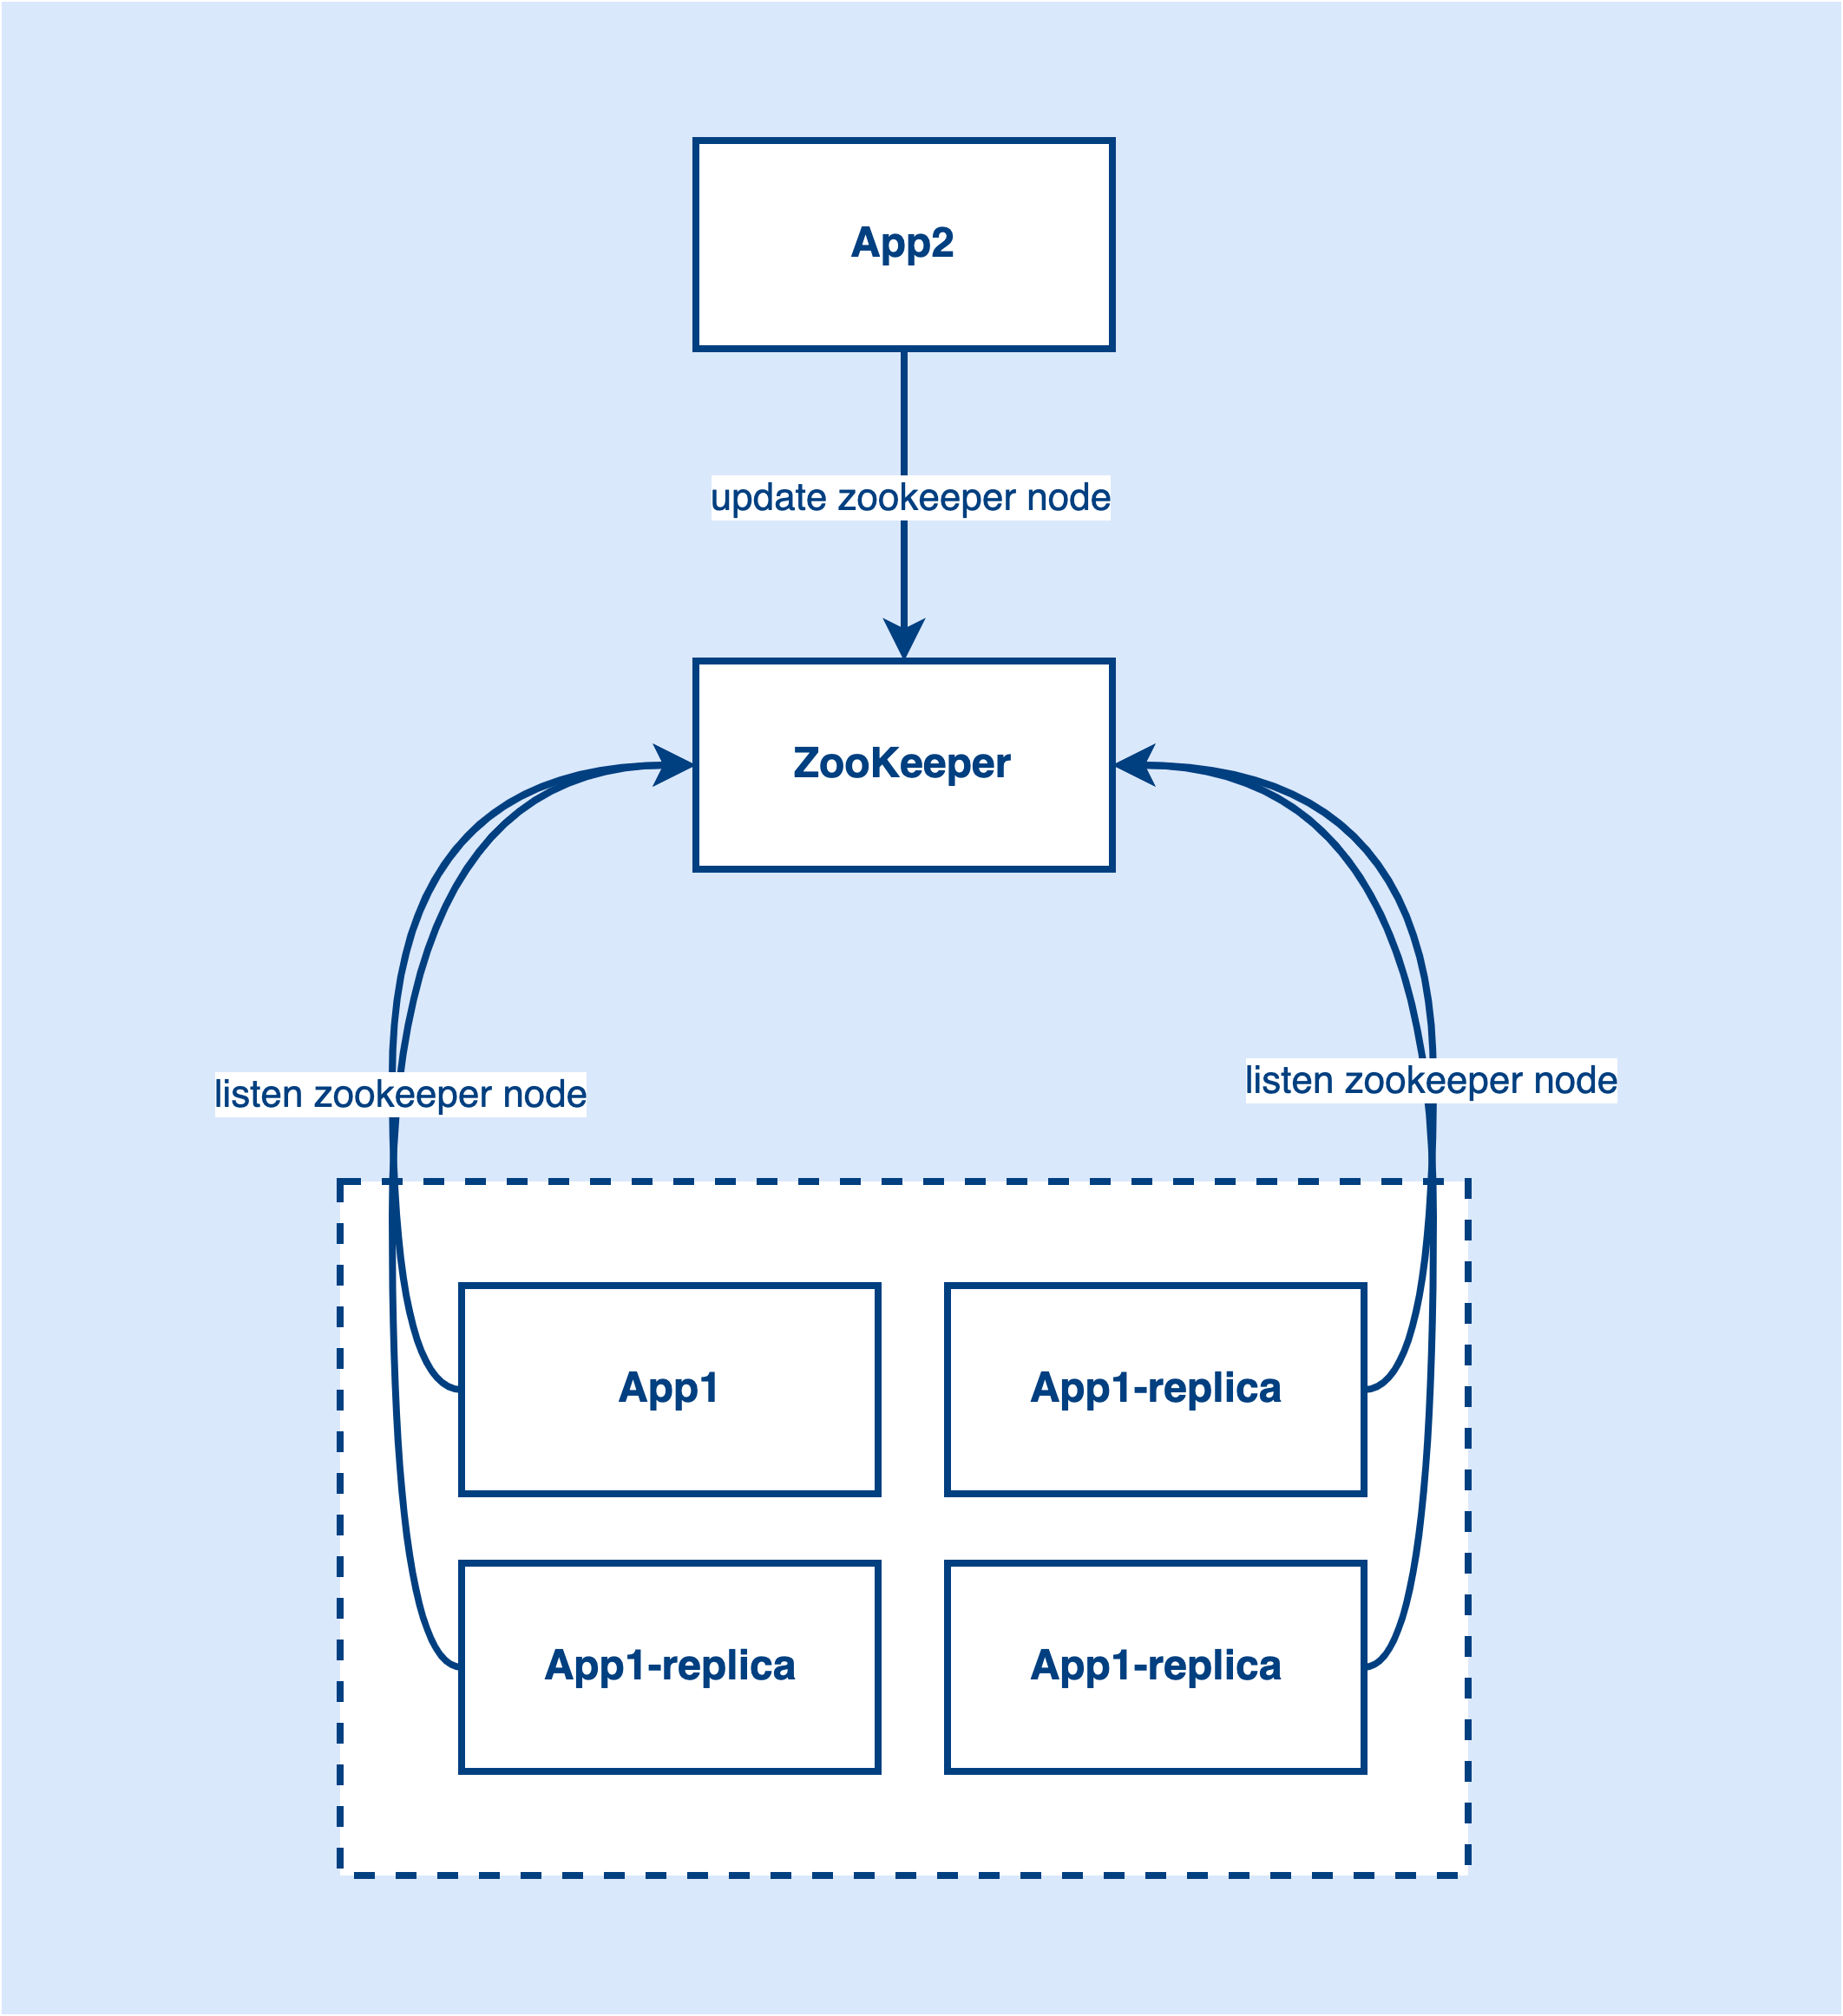 App2
update zookeeper node
ZooKeeper
listen zookeeper node
listen zookeeper node
App1
App1-replica
App1-replica
App1-replica